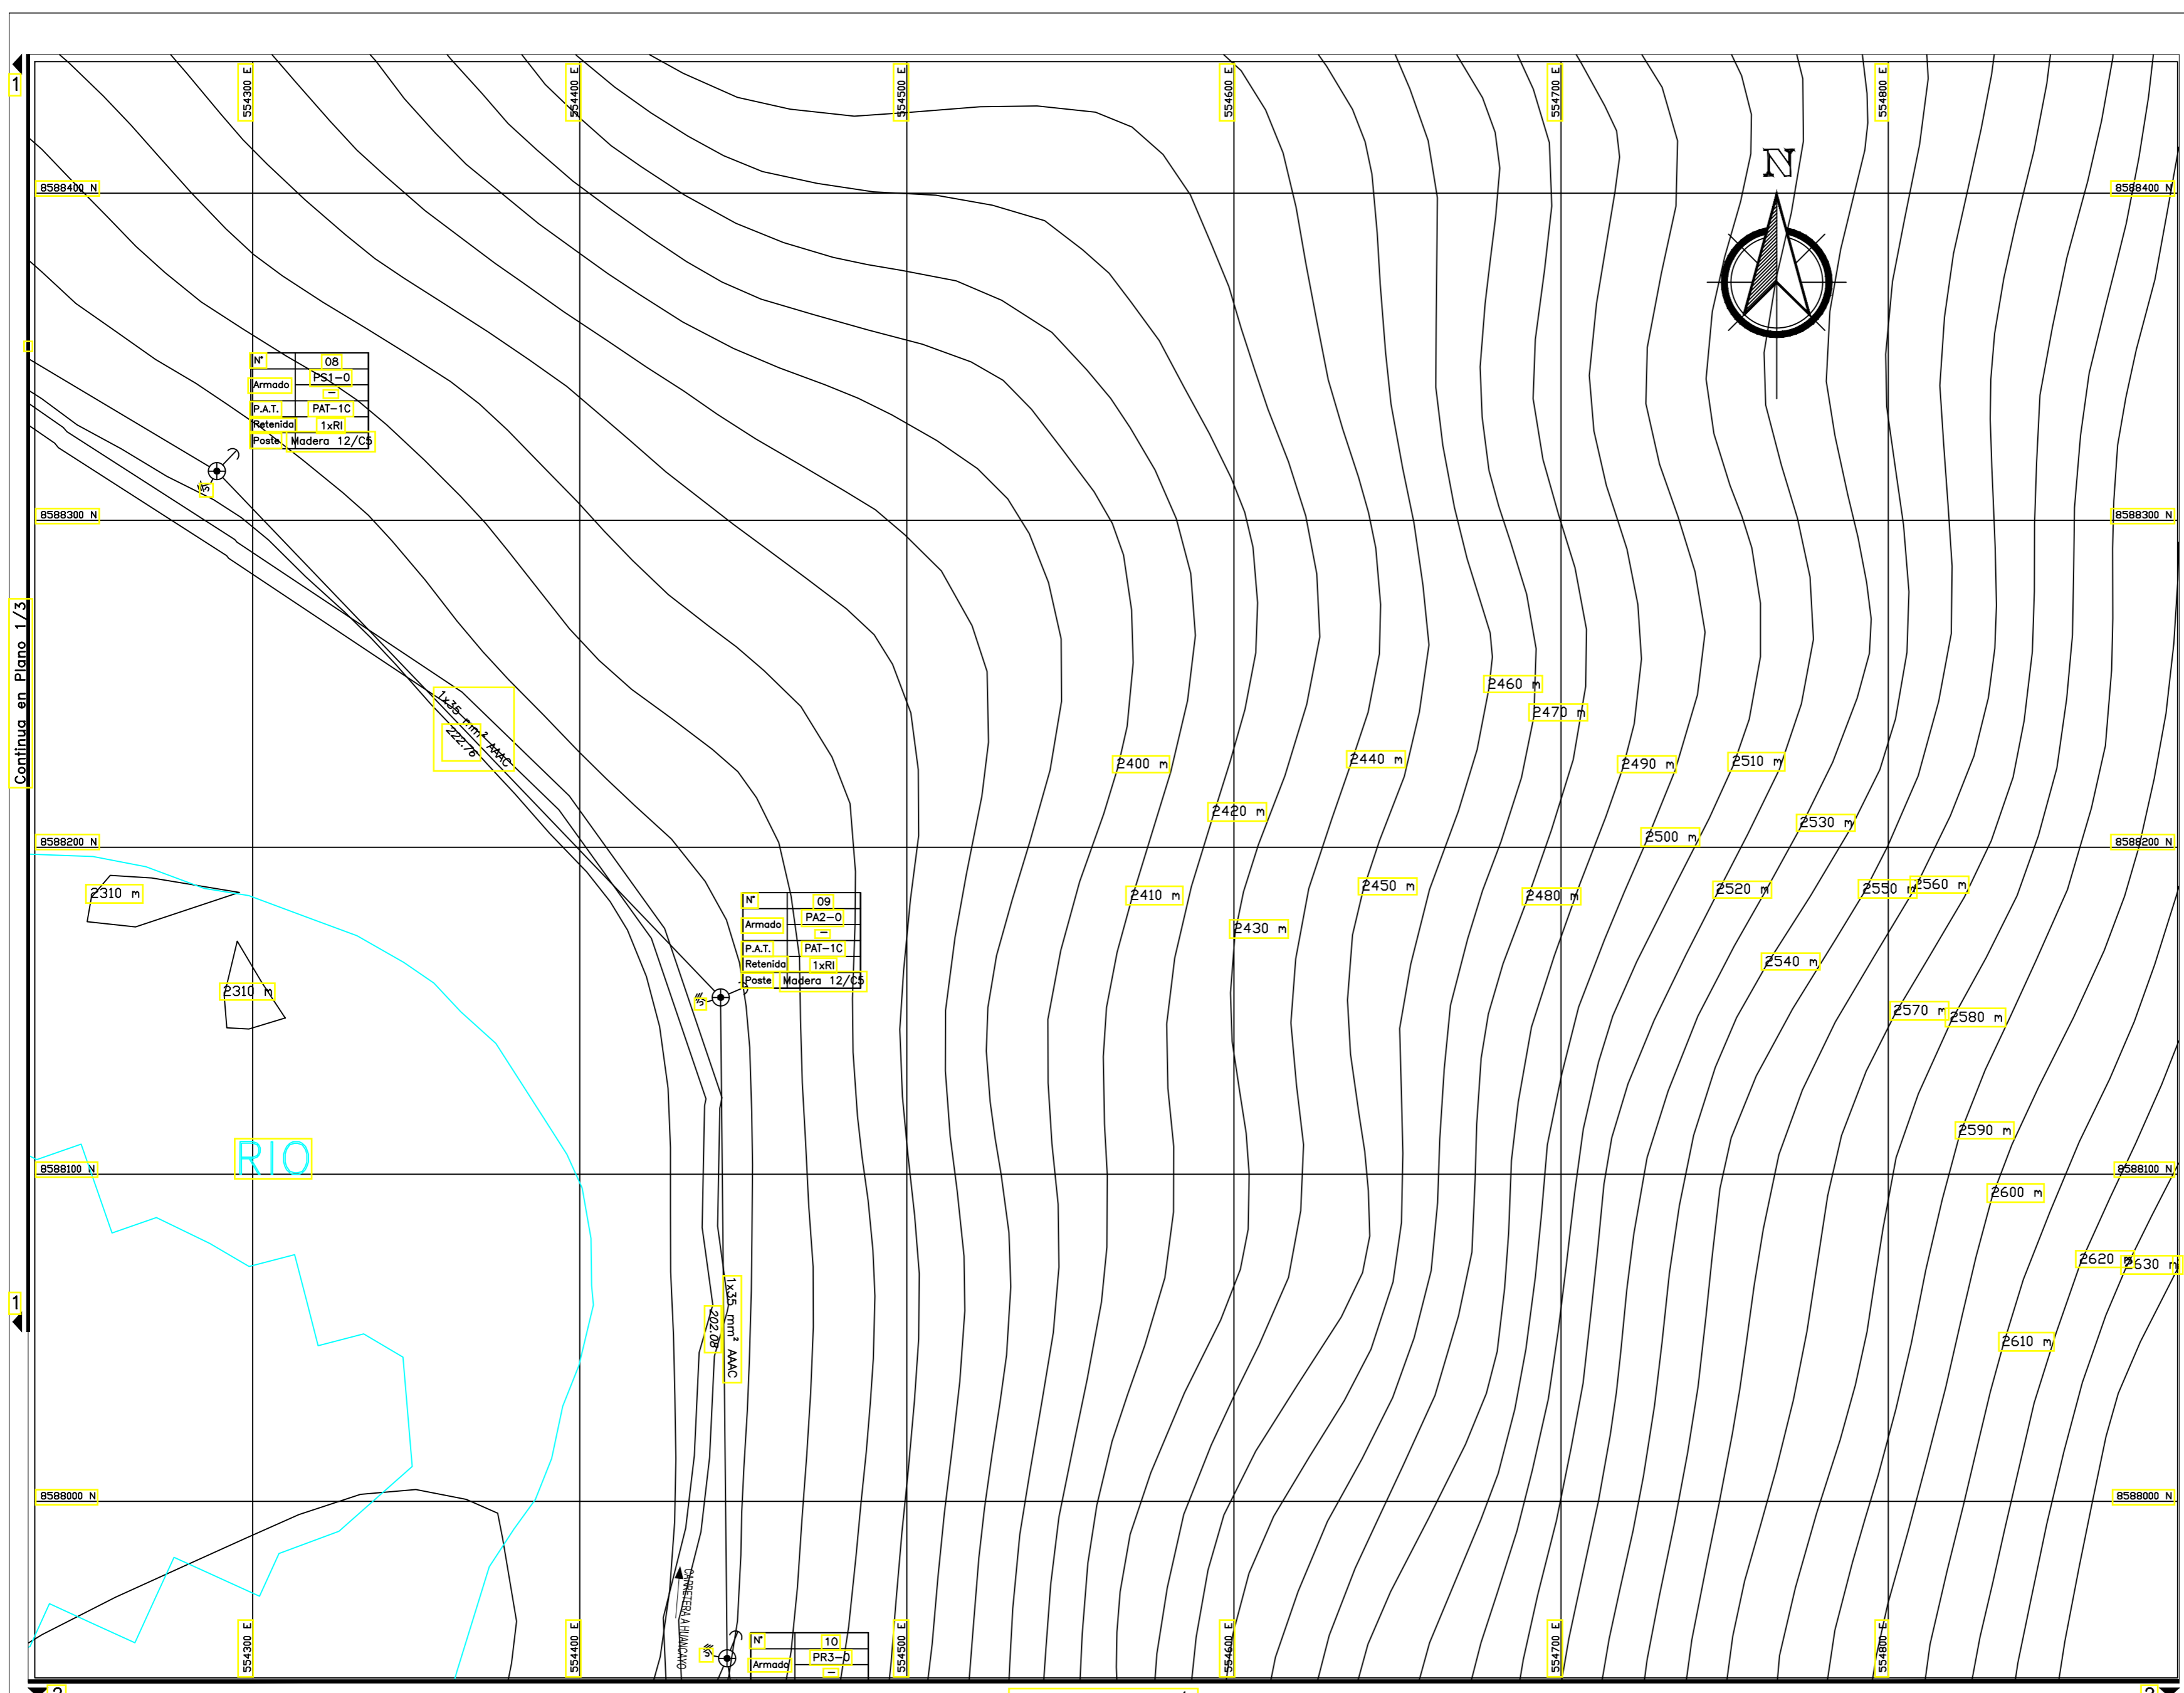 1
554300 E
554400 E
554500 E
554600 E
554700 E
554800 E
N
8588400 N
8588400 N
N° 08
Armado PS1-0
-
P.A.T. PAT-1C
Retenida 1xRI
Poste Madera 12/C5
8588300 N
8588300 N
Continua en Plano 1/3
1x35 mm² AAAC
222.76
2460 m
2470 m
2400 m
2440 m
2490 m
2510 m
2420 m
2500 m
2530 m
8588200 N
8588200 N
2310 m
2410 m
2450 m
2480 m
2520 m
2550 m
2560 m
N° 09
Armado PA2-0
-
P.A.T. PAT-1C
Retenida 1xRI
Poste Madera 12/C5
2430 m
2540 m
2310 m
2570 m
2580 m
2590 m
RIO
8588100 N
8588100 N
2600 m
2620 m
2630 m
1
1x35 mm² AAAC
202.08
2610 m
8588000 N
8588000 N
CARRETERA A HUANCAYO
N° 10
Armado PR3-0
-
554300 E
554400 E
554500 E
554600 E
554700 E
554800 E